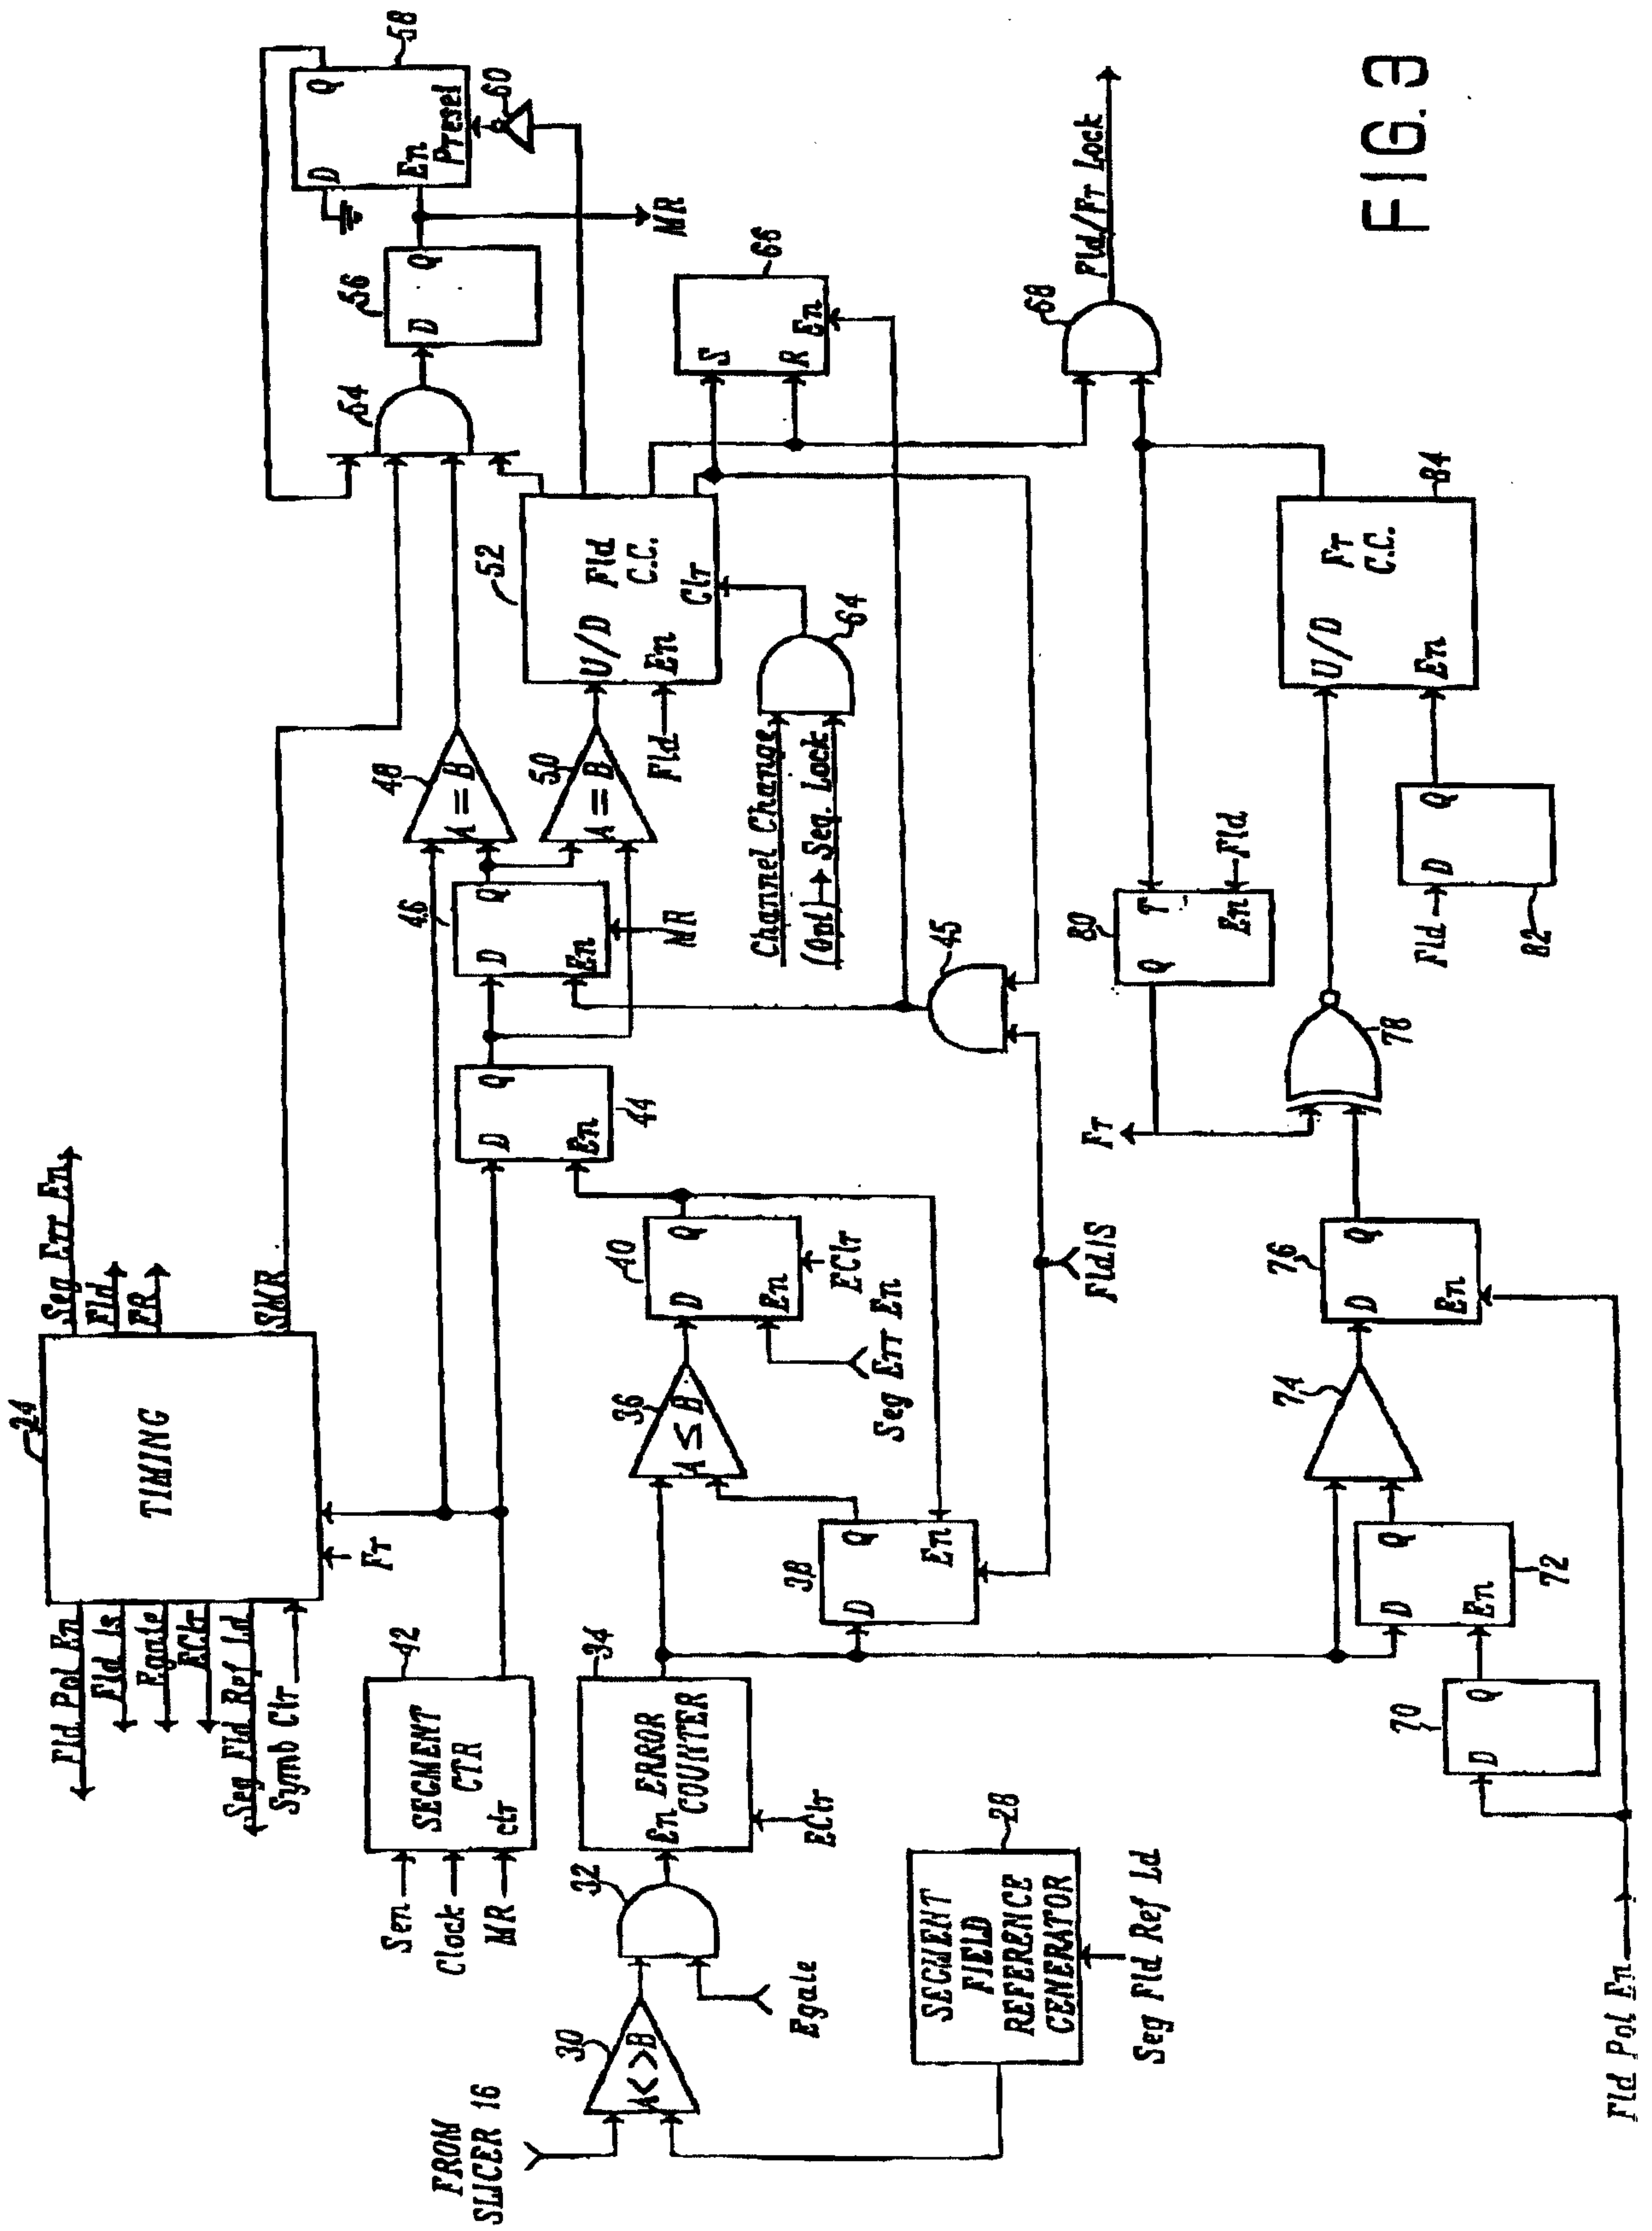 FIG. 3
24
TIMING
Seg Err En
Fld
FR
SMR
Fld Pol En
Fld 1s
Egate
EClr
Seg Fld Ref Ld
Symb Clr
Fr
42
SEGMENT
CTR
clr
Sen
Clock
MR
34
ERROR
COUNTER
En
EClr
32
Egate
30
A<>B
FROM
SLICER 16
28
SEGMENT
FIELD
REFERENCE
GENERATOR
Seg Fld Ref Ld
36
A ≤ B
38
D
Q
En
40
D
Q
En
EClr
Seg Err En
Fld1S
44
D
Q
En
45
46
D
Q
En
MR
48
A = B
50
A = B
52
U/D
Fld
C.C.
En
Clr
Fld
Channel Change
(Opt) Seg. Lock
64
54
56
D
Q
MR
58
D
Q
En
Preset
60
66
S
R
En
68
Fld/Fr Lock
70
D
Q
72
D
Q
En
74
76
D
Q
En
78
80
Q
T
En
Fld
Fr
82
D
Q
Fld
84
U/D
Fr
C.C.
En
Fld Pol En